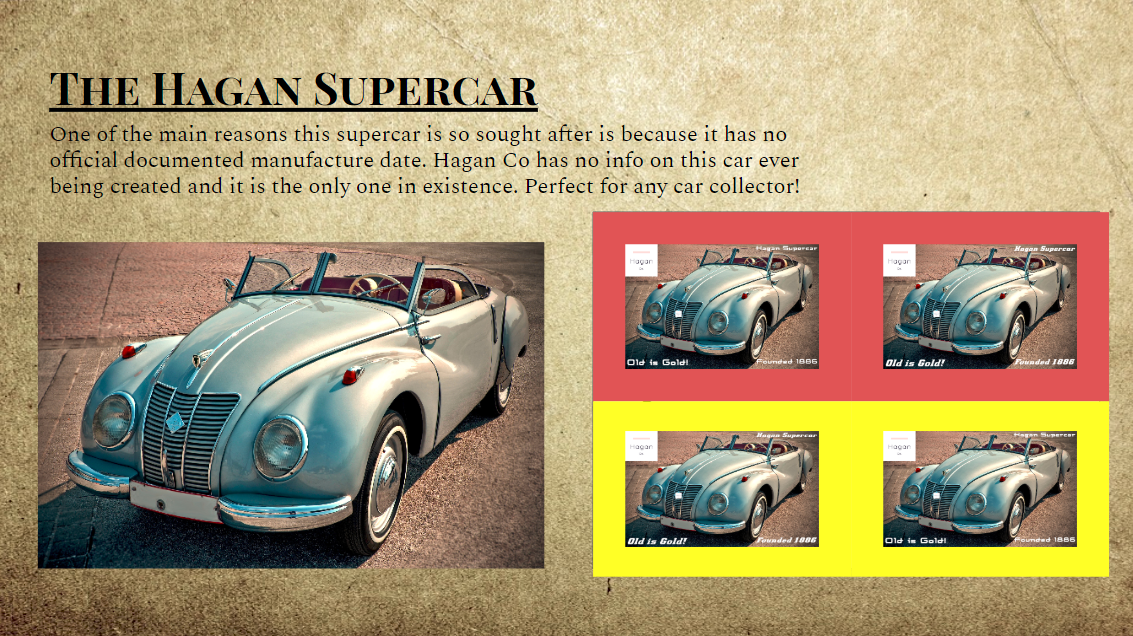 The Hagan Supercar
One of the main reasons this supercar is so sought after is because it has no
official documented manufacture date. Hagan Co has no info on this car ever
being created and it is the only one in existence. Perfect for any car collector!
Hagan Supercar
Hagan
Old is Gold!
Founded 1886
Hagan Supercar
Hagan
Old is Gold!
Founded 1886
Hagan Supercar
Hagan
Old is Gold!
Founded 1886
Hagan Supercar
Hagan
Old is Gold!
Founded 1886